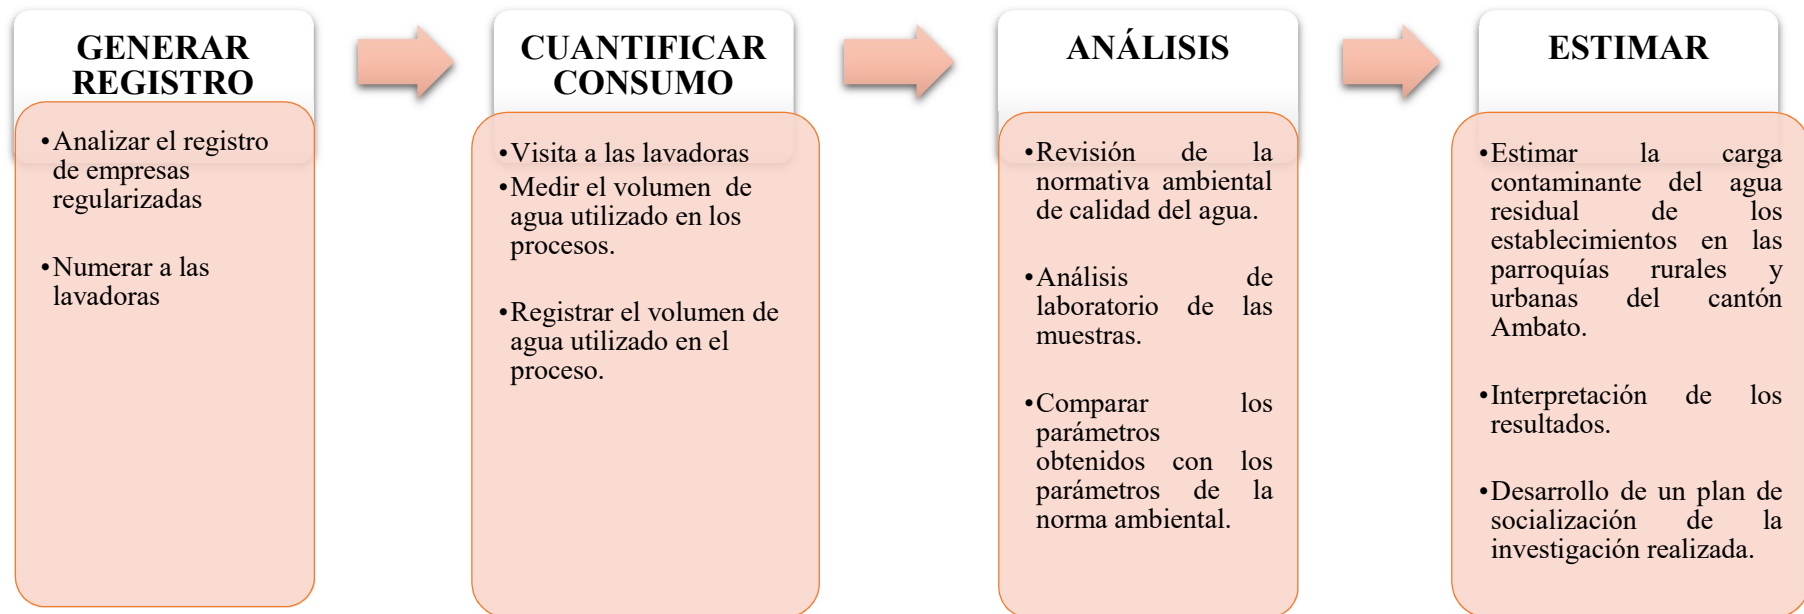 GENERAR
REGISTRO
•Analizar el registro
de empresas
regularizadas
•Numerar a las
lavadoras
CUANTIFICAR
CONSUMO
•Visita a las lavadoras
•Medir el volumen de
agua utilizado en los
procesos.
•Registrar el volumen de
agua utilizado en el
proceso.
ANÁLISIS
•Revisión de la
normativa ambiental
de calidad del agua.
•Análisis de
laboratorio de las
muestras.
•Comparar los
parámetros
obtenidos con los
parámetros de la
norma ambiental.
ESTIMAR
•Estimar la carga
contaminante del agua
residual de los
establecimientos en las
parroquías rurales y
urbanas del cantón
Ambato.
•Interpretación de los
resultados.
•Desarrollo de un plan de
socialización de la
investigación realizada.